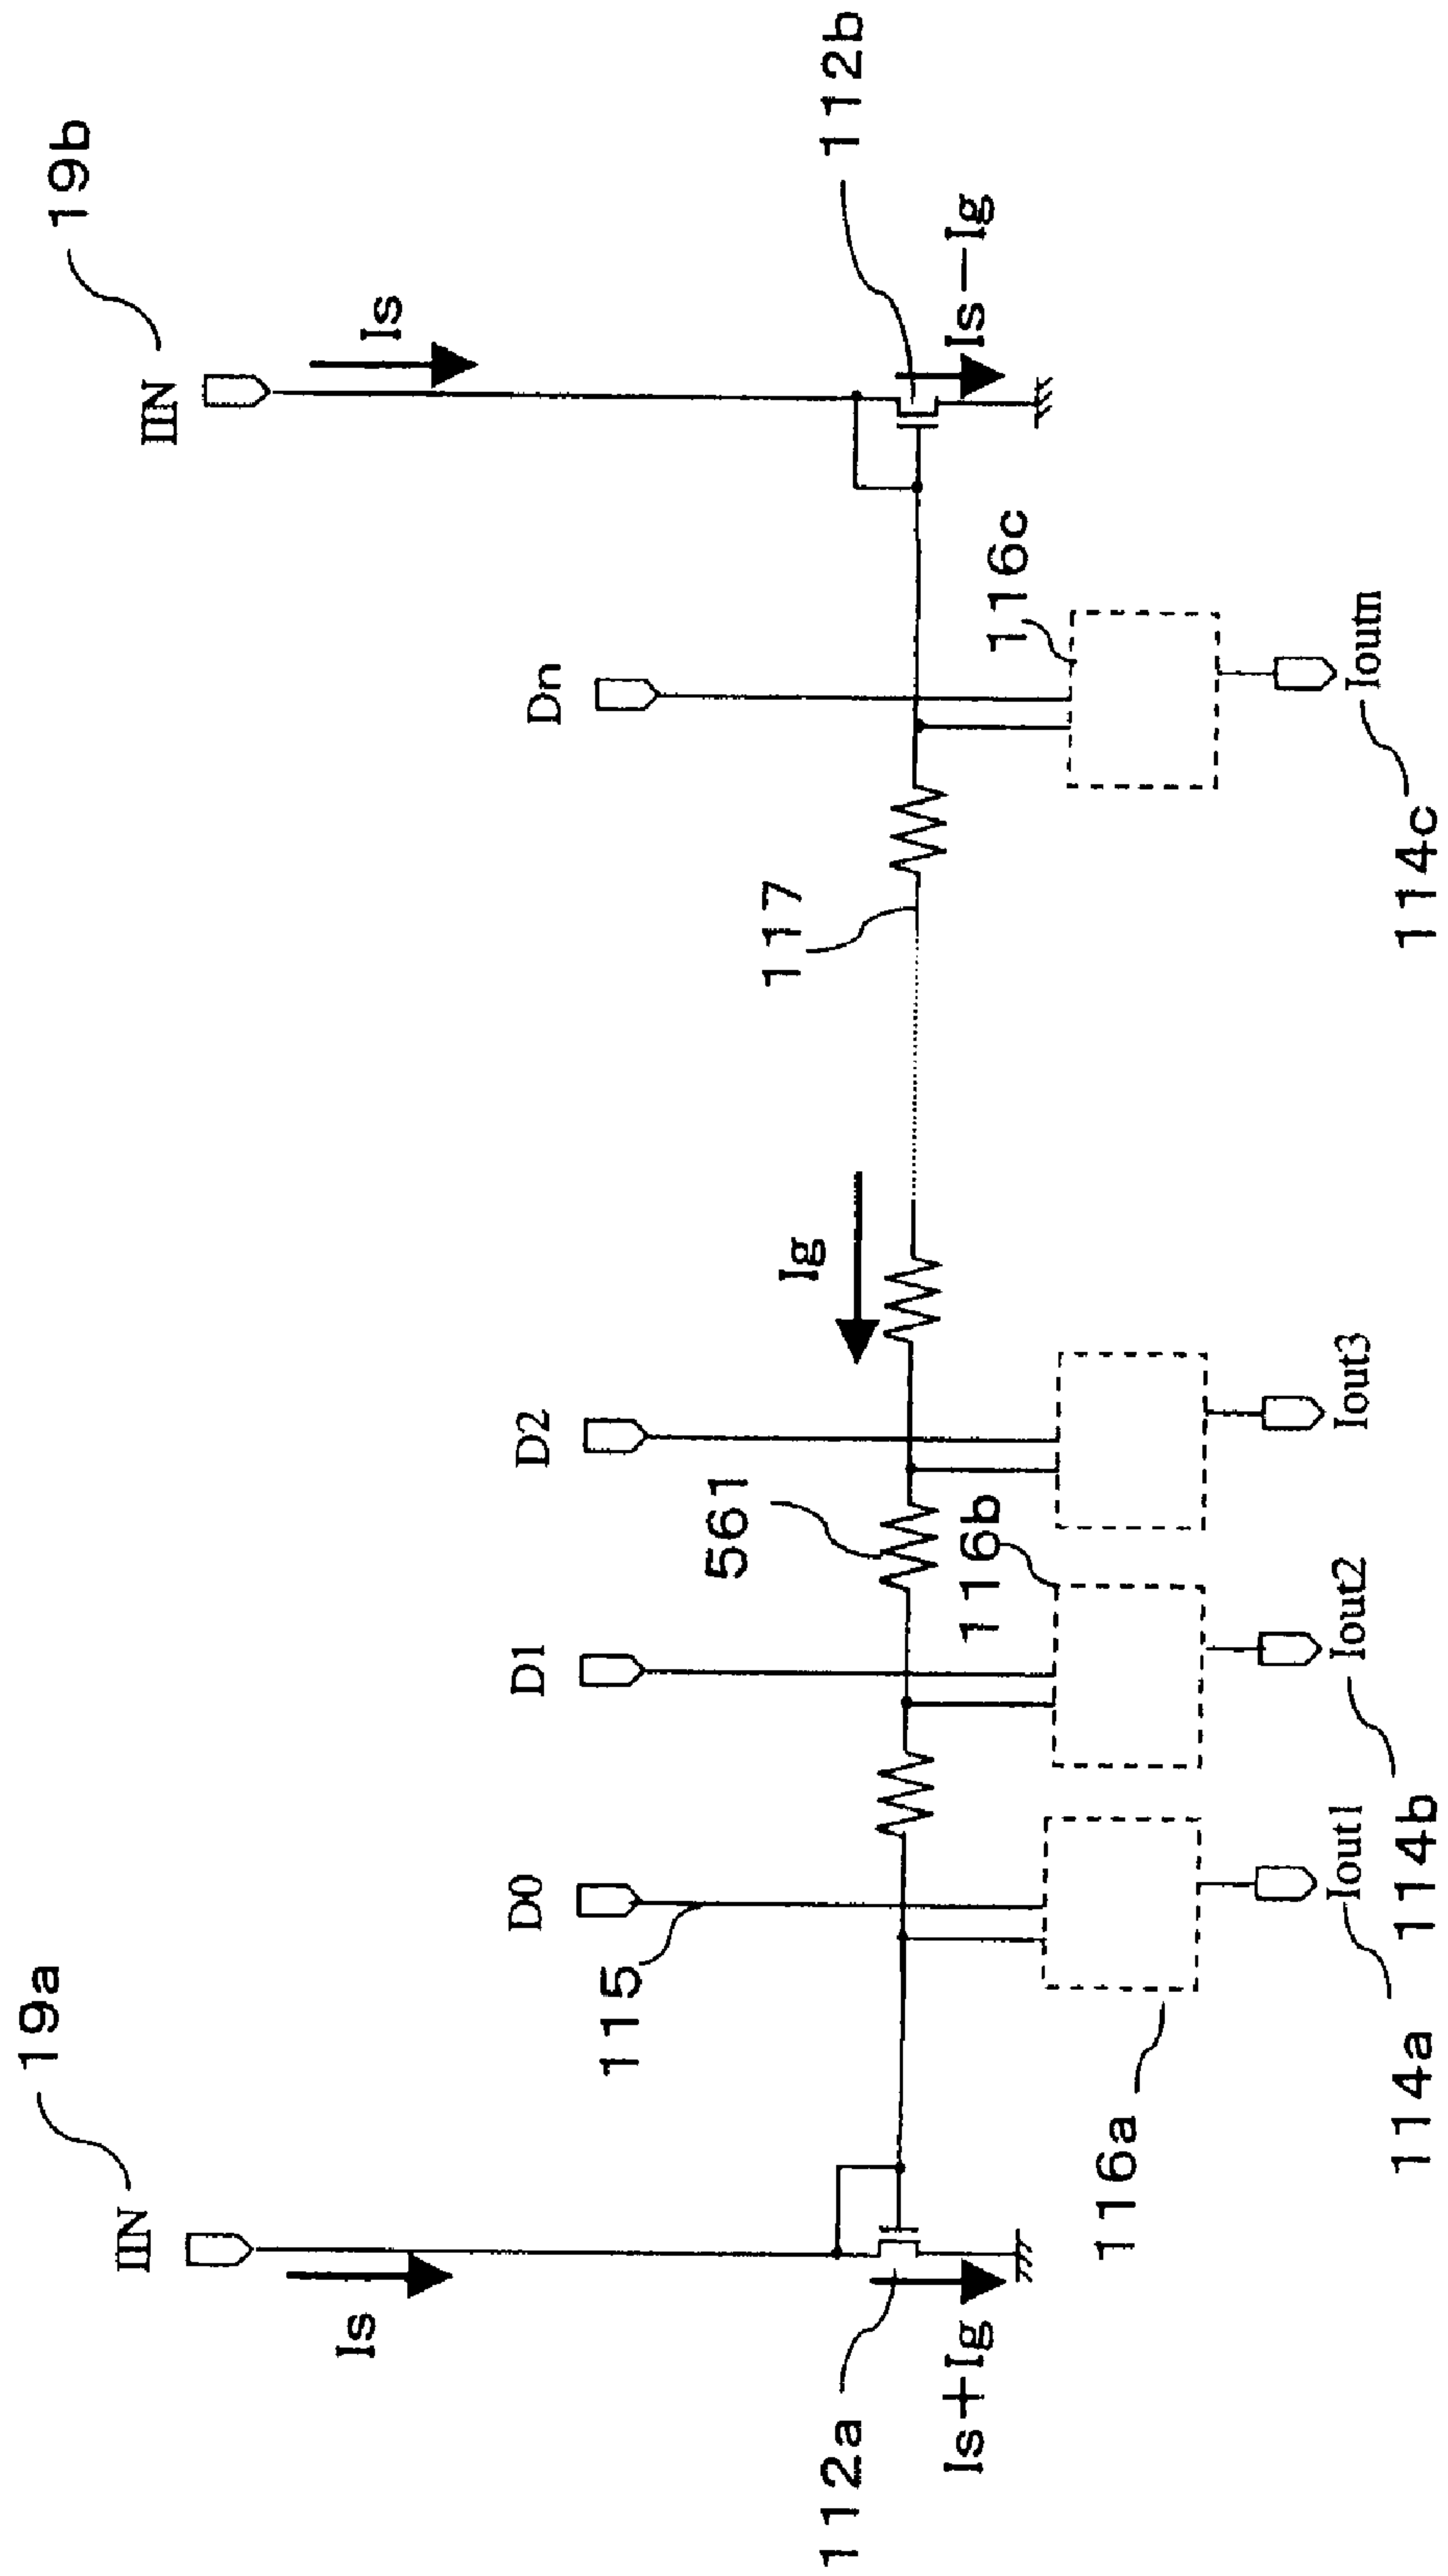 19a
19b
IIN
IIN
Is
Is
D0
D1
D2
Dn
115
561
Ig
117
112a
112b
Is+Ig
Is−Ig
116a
116b
116c
Iout1
Iout2
Iout3
Ioutn
114a
114b
114c